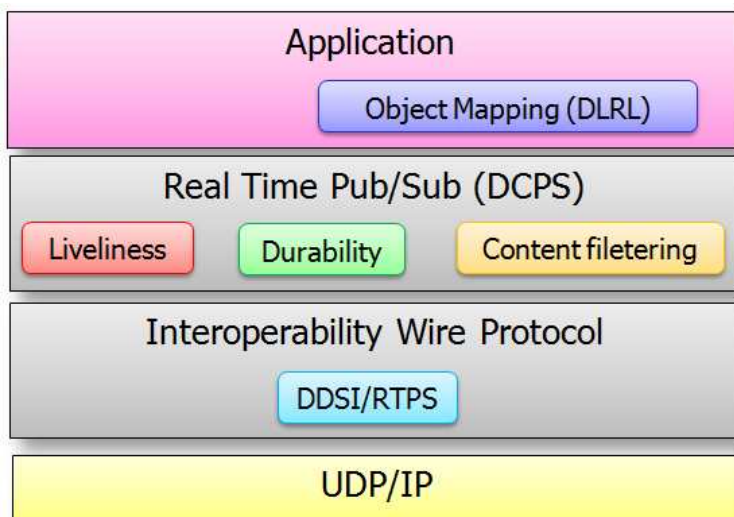 Application
Object Mapping (DLRL)
Real Time Pub/Sub (DCPS)
Liveliness
Durability
Content filetering
Interoperability Wire Protocol
DDSI/RTPS
UDP/IP